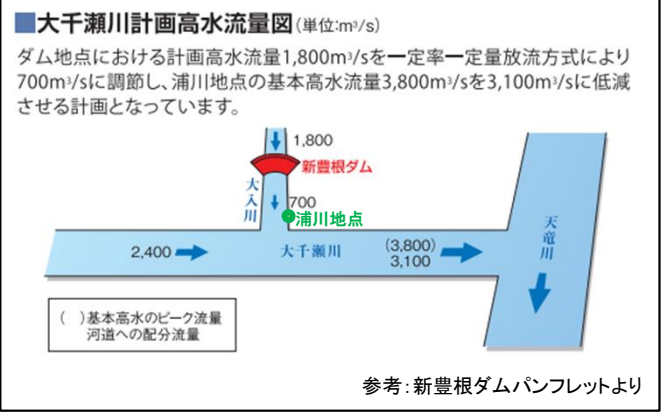 ■大千瀬川計画高水流量図(単位:m³/s)
ダム地点における計画高水流量1,800m³/sを一定率一定量放流方式により
700m³/sに調節し、浦川地点の基本高水流量3,800m³/sを3,100m³/sに低減
させる計画となっています。
1,800
新豊根ダム
大入川
700
浦川地点
天竜川
2,400
大千瀬川
(3,800)
3,100
( )基本高水のピーク流量
河道への配分流量
参考:新豊根ダムパンフレットより